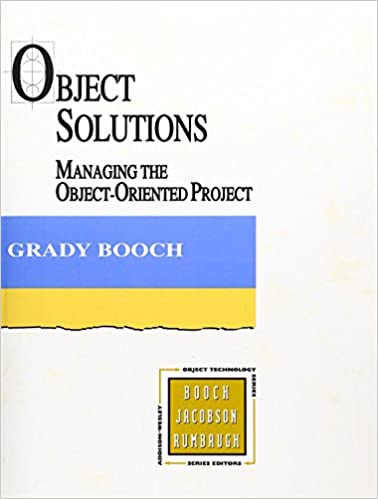 OBJECT
SOLUTIONS
MANAGING THE
OBJECT-ORIENTED PROJECT
GRADY BOOCH
OBJECT TECHNOLOGY
SERIES
ADDISON-WESLEY
BOOCH
JACOBSON
RUMBAUGH
SERIES EDITORS